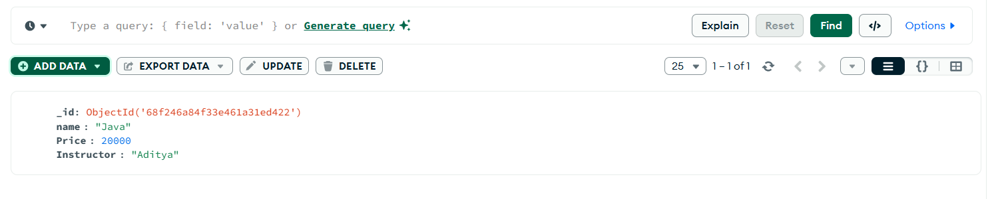 Type a query: { field: 'value' } or Generate query
Explain
Reset
Find
</>
Options
ADD DATA
EXPORT DATA
UPDATE
DELETE
25
1 – 1 of 1
{}
_id: ObjectId('68f246a84f33e461a31ed422')
name : "Java"
Price : 20000
Instructor : "Aditya"